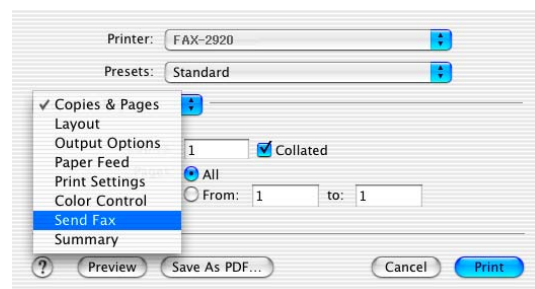 Printer: FAX-2920
Presets: Standard
✓ Copies & Pages
Layout
Output Options
Paper Feed
Print Settings
Color Control
Send Fax
Summary
1 Collated
All
From: 1 to: 1
? Preview Save As PDF... Cancel Print